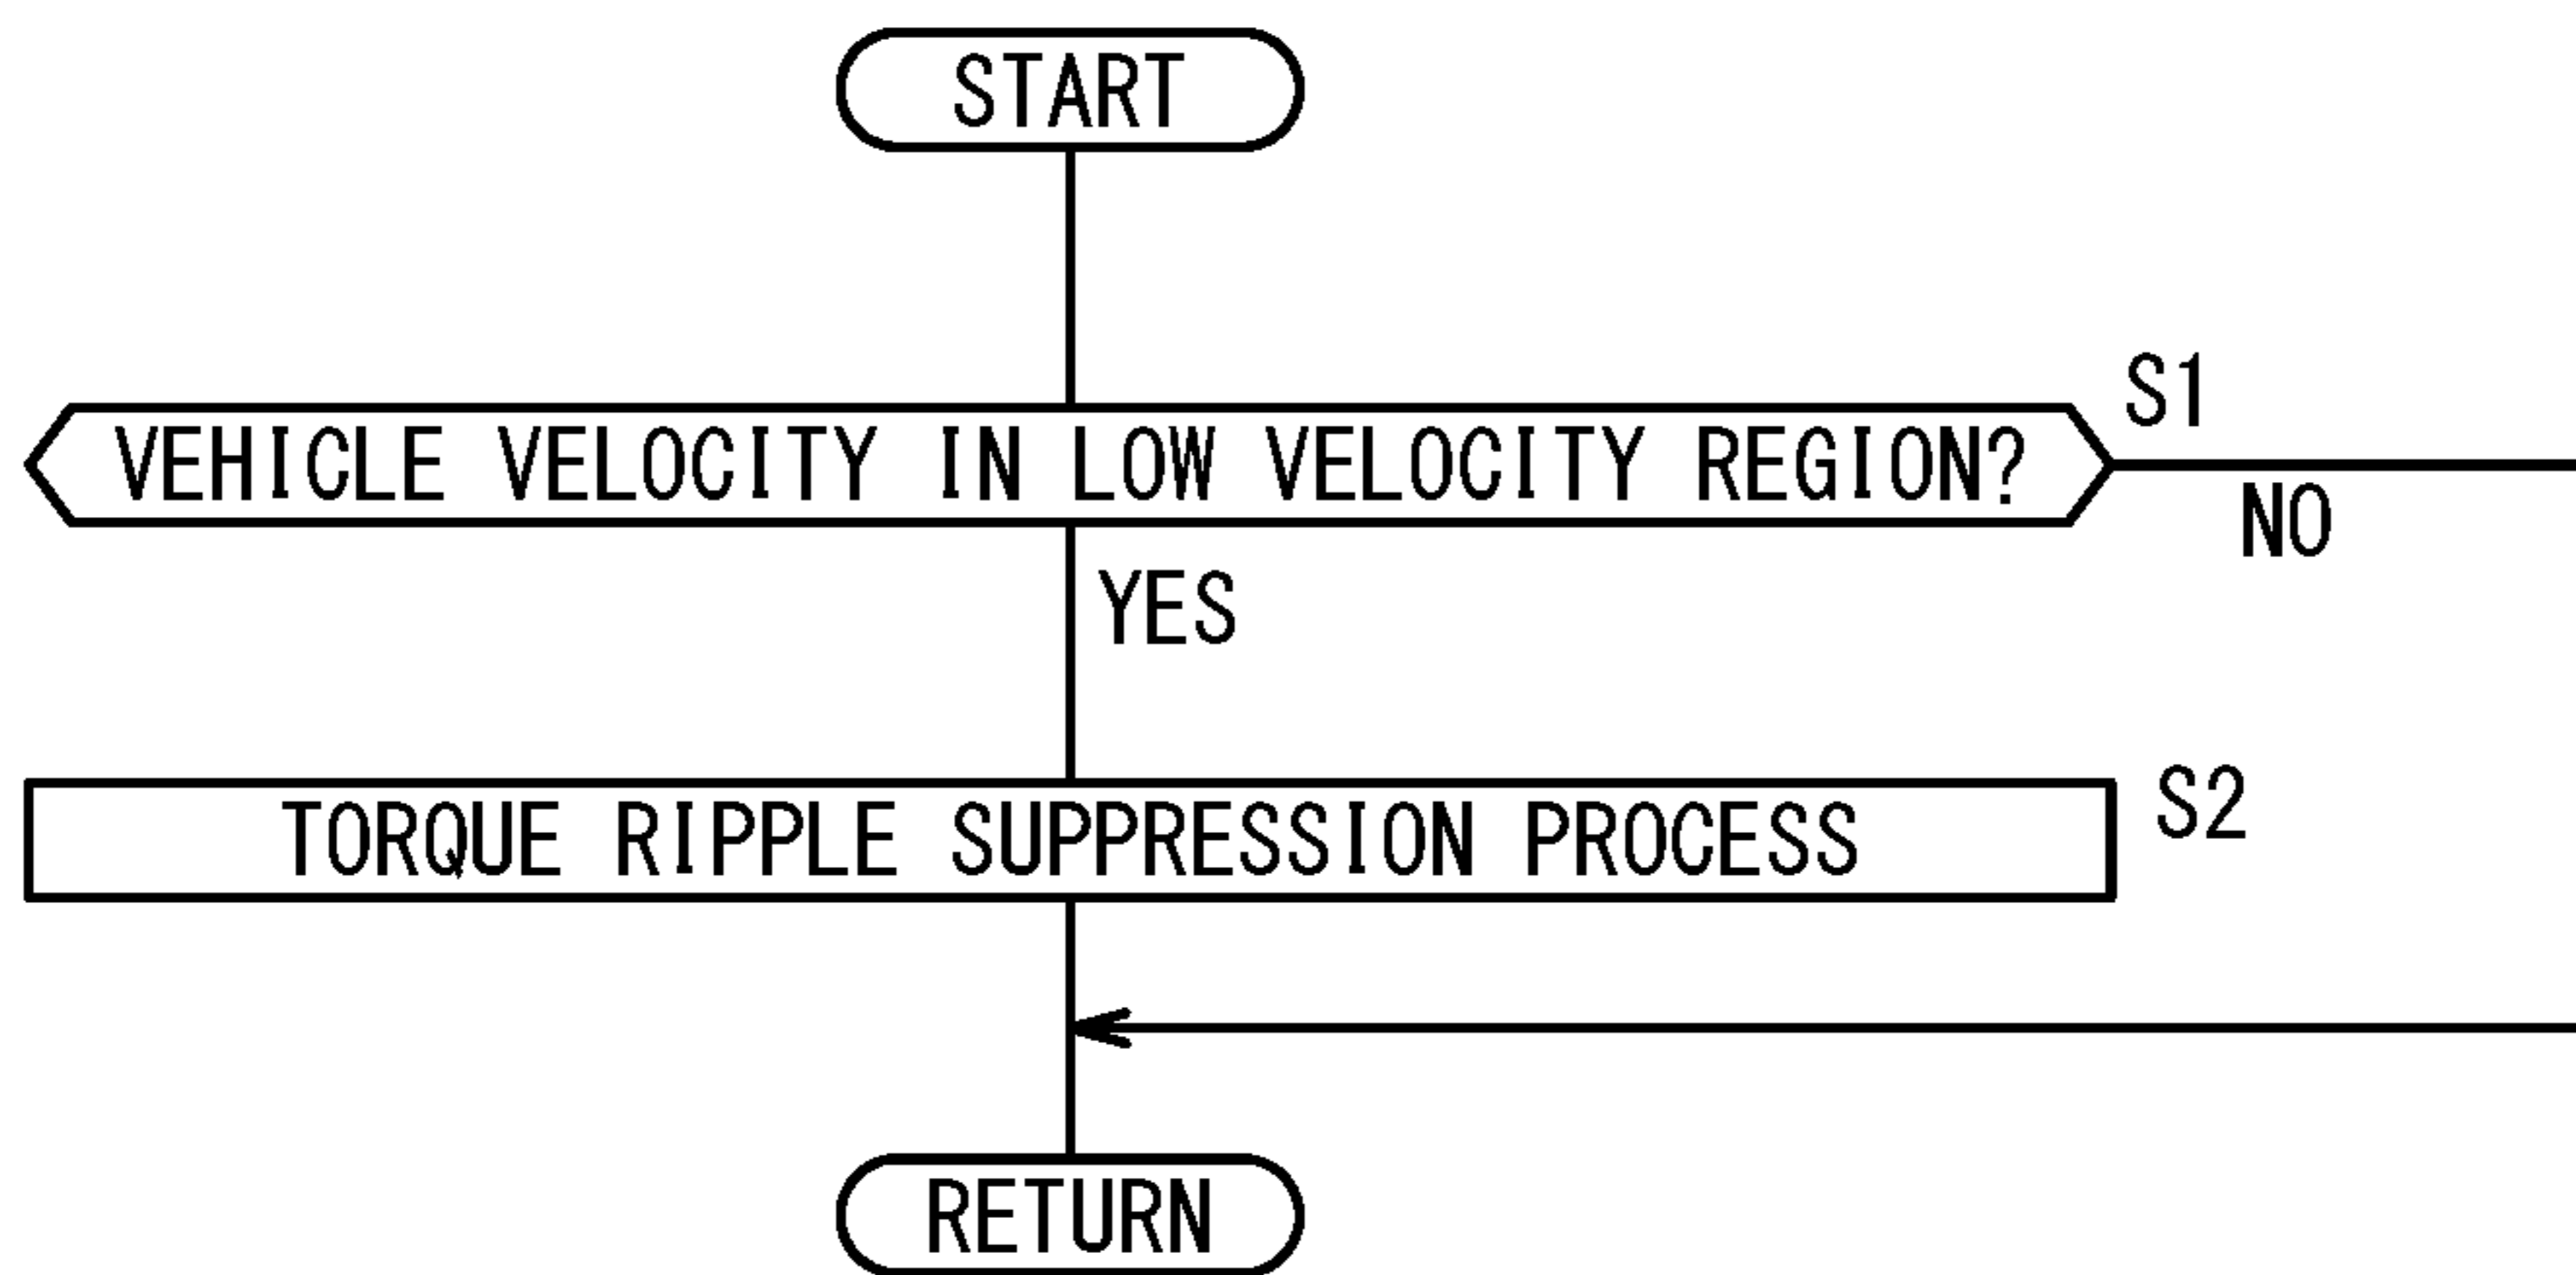 START
S1
VEHICLE VELOCITY IN LOW VELOCITY REGION?
NO
YES
S2
TORQUE RIPPLE SUPPRESSION PROCESS
RETURN